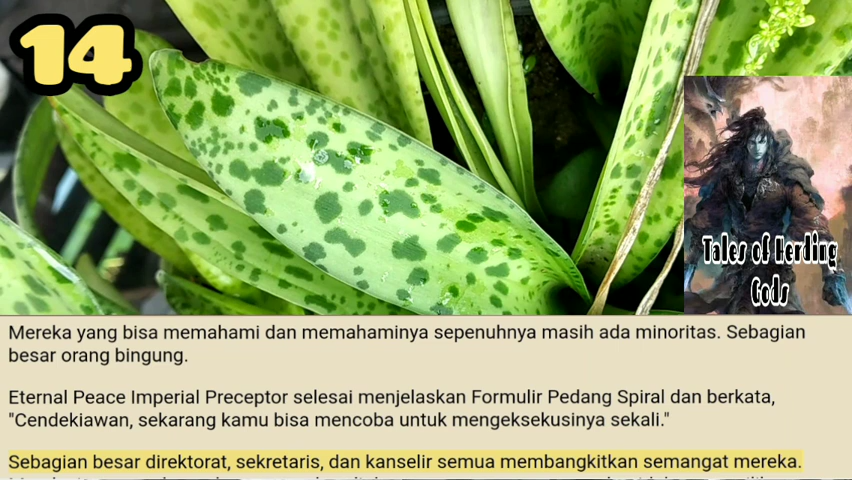 14
Tales of Herding
Gods
Mereka yang bisa memahami dan memahaminya sepenuhnya masih ada minoritas. Sebagian
besar orang bingung.
Eternal Peace Imperial Preceptor selesai menjelaskan Formulir Pedang Spiral dan berkata,
"Cendekiawan, sekarang kamu bisa mencoba untuk mengeksekusinya sekali."
Sebagian besar direktorat, sekretaris, dan kanselir semua membangkitkan semangat mereka.